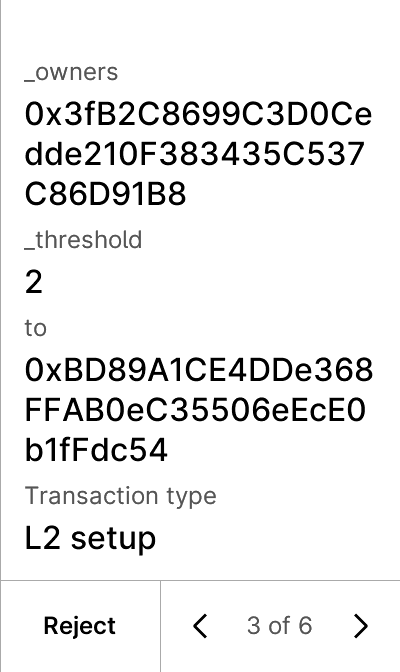 _owners
0x3fB2C8699C3D0Ce
dde210F383435C537
C86D91B8
_threshold
2
to
0xBD89A1CE4DDe368
FFAB0eC35506eEcE0
b1fFdc54
Transaction type
L2 setup
Reject
3 of 6